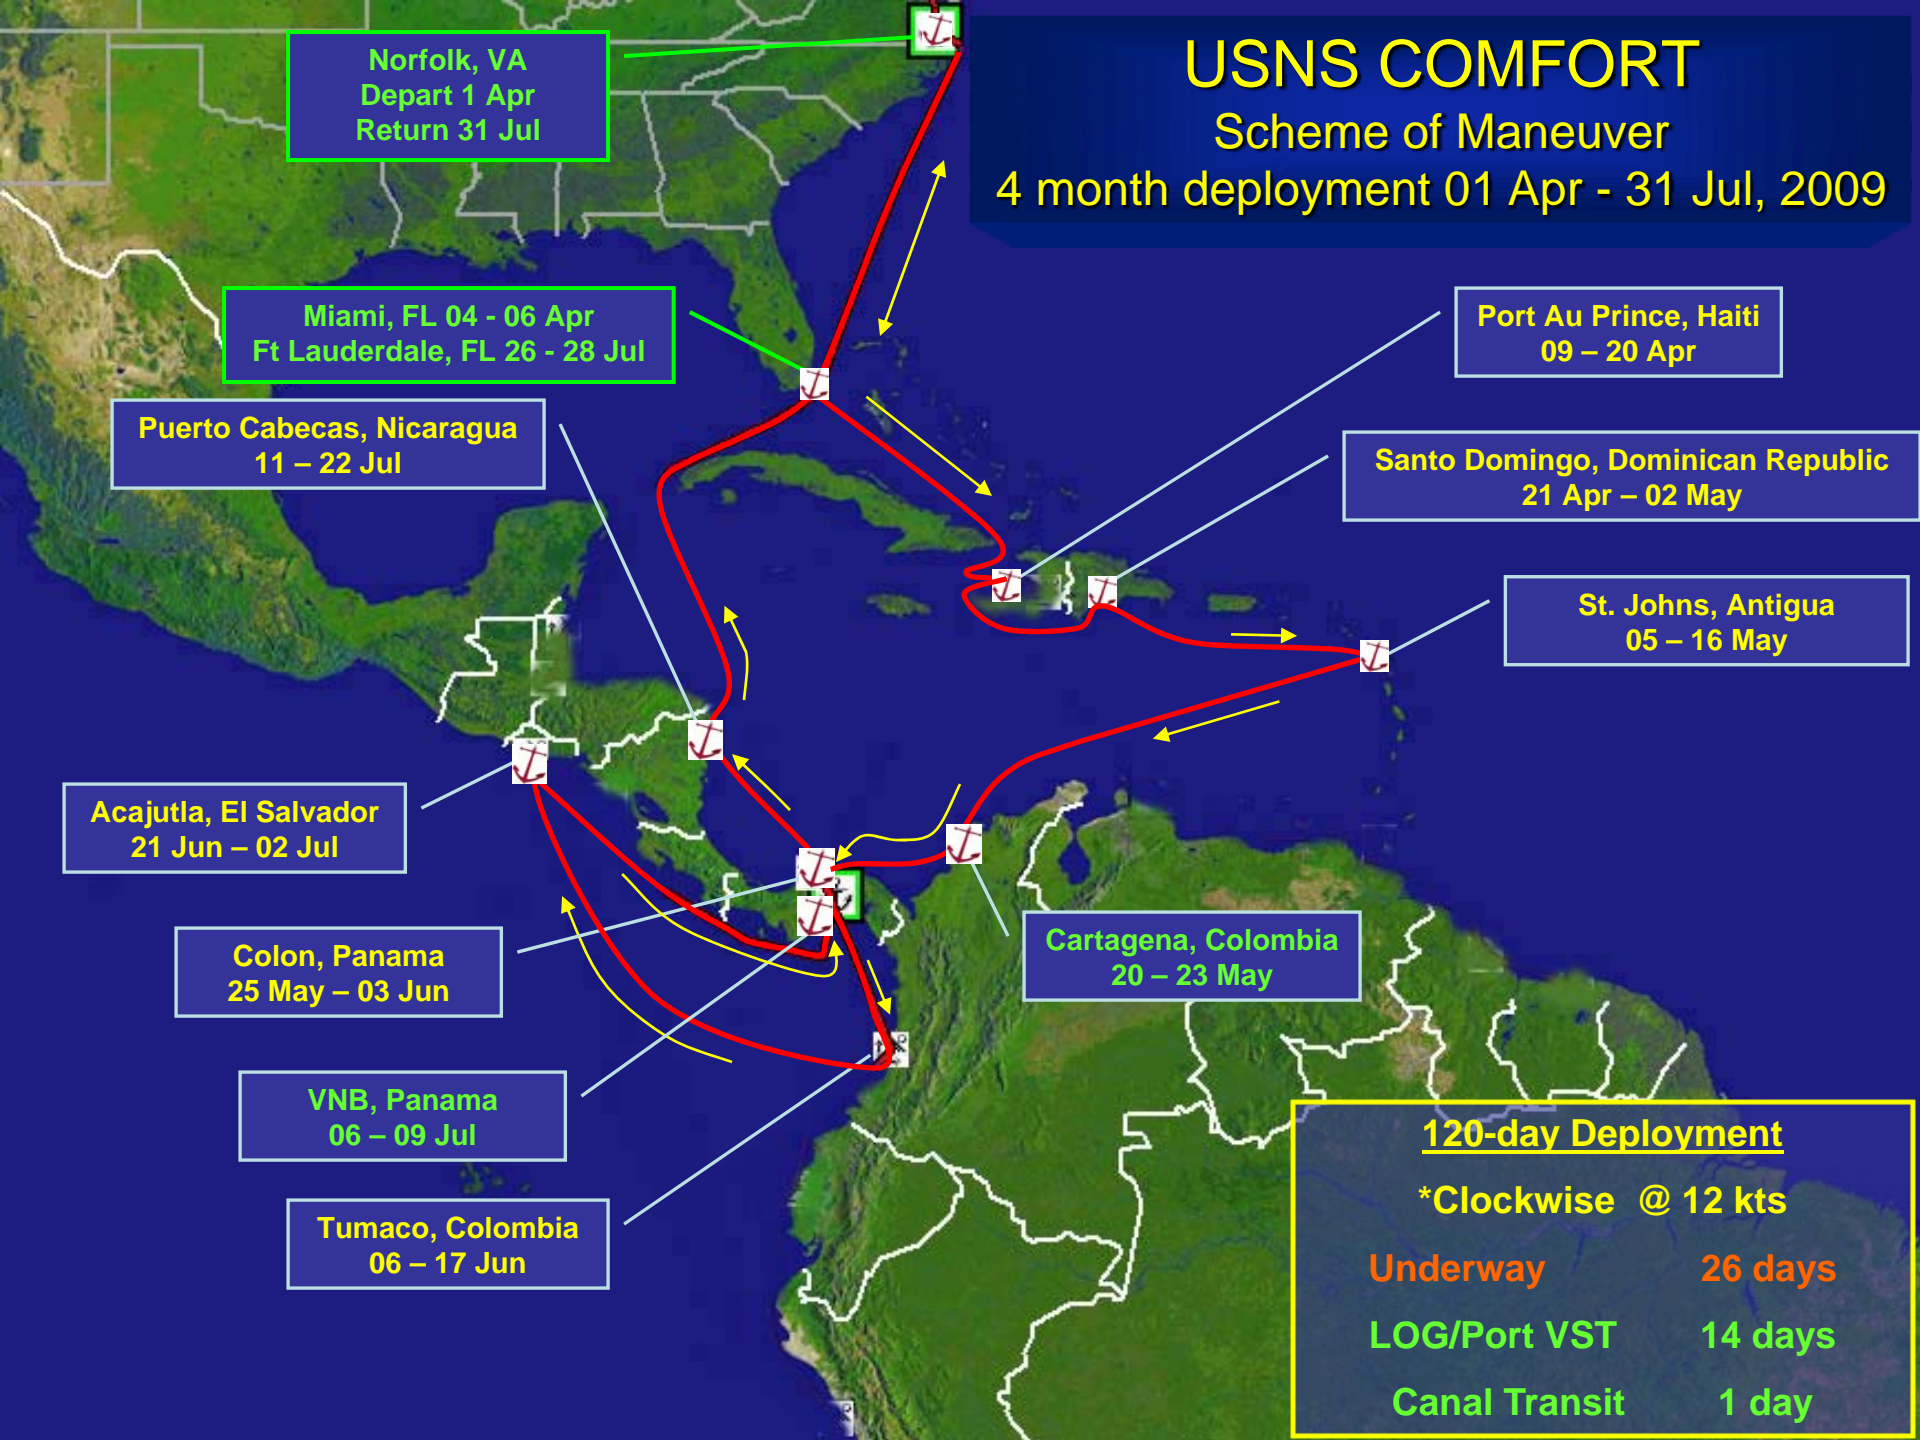 USNS COMFORT
Scheme of Maneuver
4 month deployment 01 Apr - 31 Jul, 2009
Norfolk, VA
Depart 1 Apr
Return 31 Jul
Miami, FL 04 - 06 Apr
Ft Lauderdale, FL 26 - 28 Jul
Port Au Prince, Haiti
09 – 20 Apr
Puerto Cabecas, Nicaragua
11 – 22 Jul
Santo Domingo, Dominican Republic
21 Apr – 02 May
St. Johns, Antigua
05 – 16 May
Acajutla, El Salvador
21 Jun – 02 Jul
Colon, Panama
25 May – 03 Jun
Cartagena, Colombia
20 – 23 May
VNB, Panama
06 – 09 Jul
Tumaco, Colombia
06 – 17 Jun
120-day Deployment
*Clockwise @ 12 kts
Underway 26 days
LOG/Port VST 14 days
Canal Transit 1 day